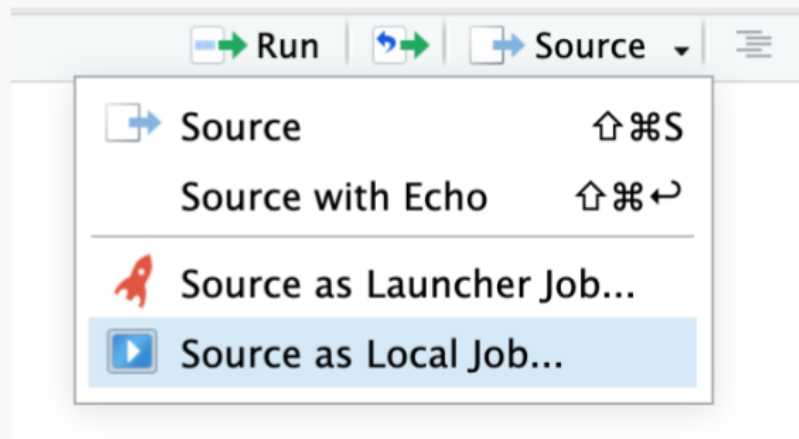 Run Source
Source ⇧⌘S
Source with Echo ⇧⌘↩
Source as Launcher Job...
Source as Local Job...